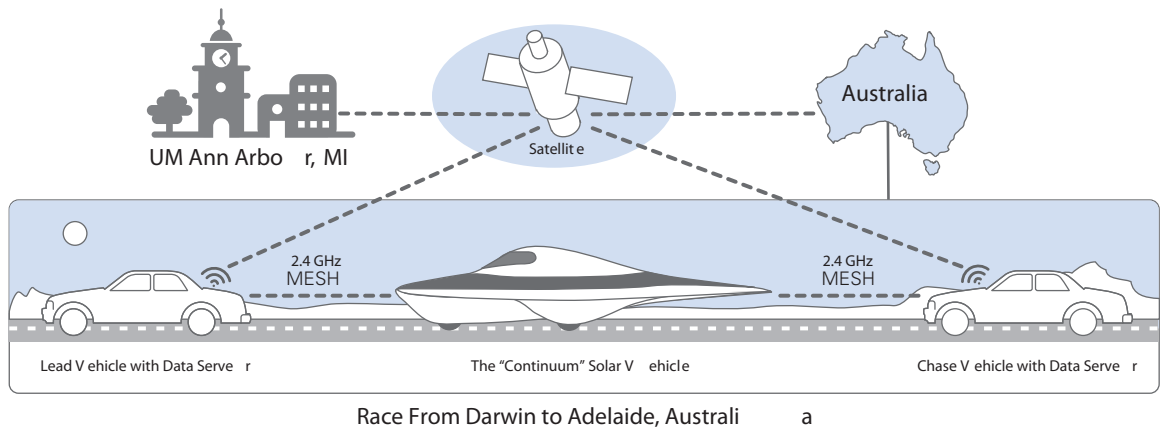 UM Ann Arbo r, MI
Satellite
Australia
2.4 GHz
MESH
2.4 GHz
MESH
Lead V ehicle with Data Serve r
The “Continuum” Solar V ehicle
Chase V ehicle with Data Serve r
Race From Darwin to Adelaide, Australi a